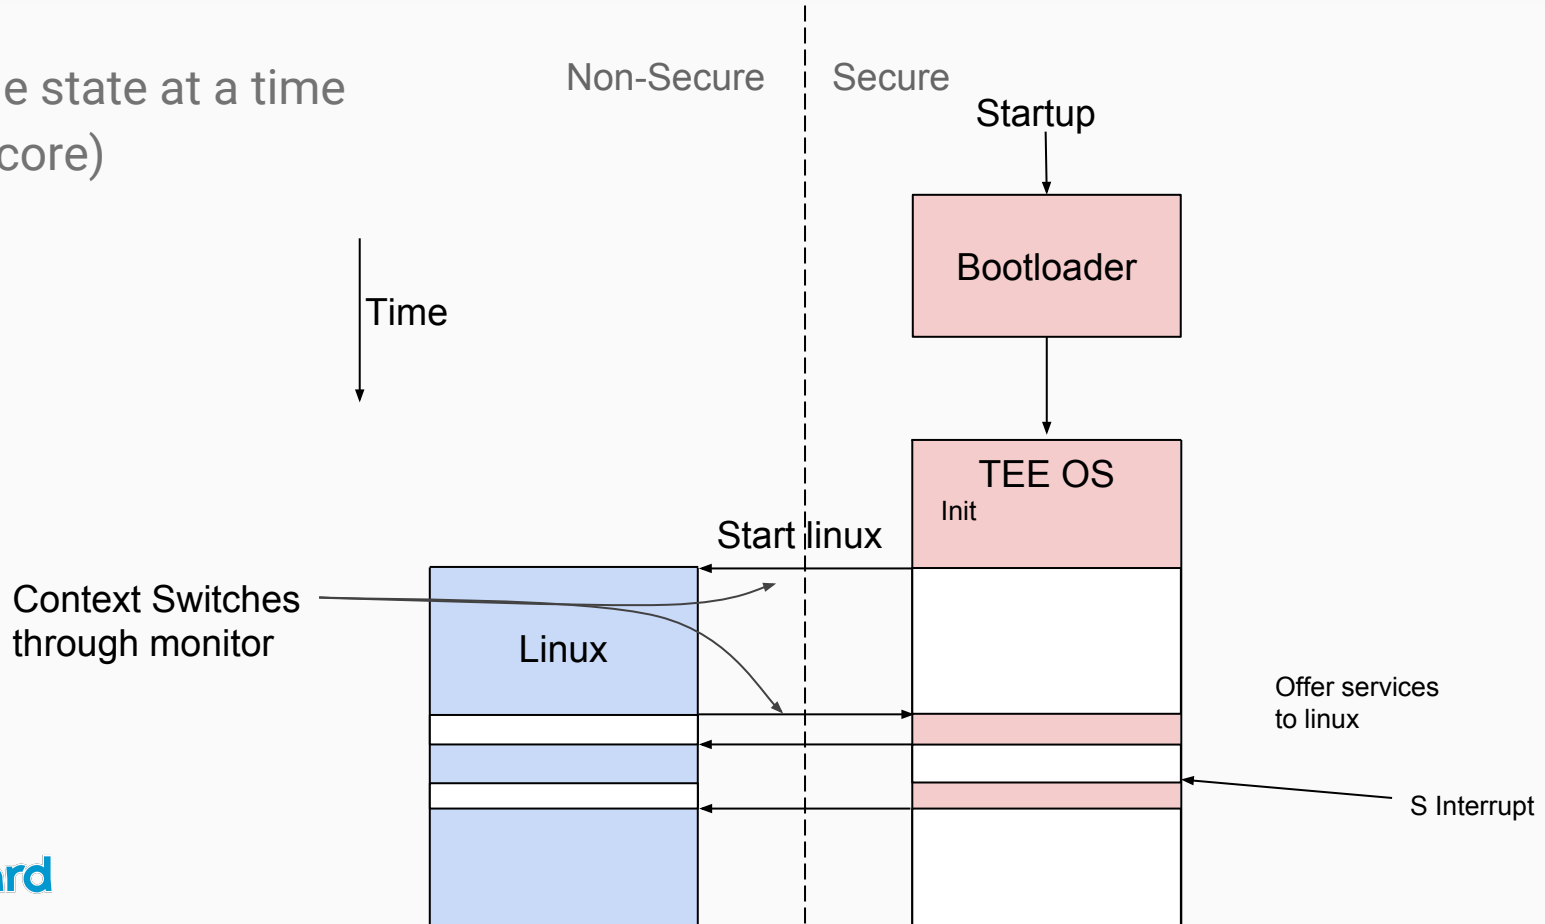 e state at a time
core)
Non-Secure
Secure
Startup
Bootloader
Time
TEE OS
Init
Start linux
Context Switches
through monitor
Linux
Offer services
to linux
S Interrupt
rd